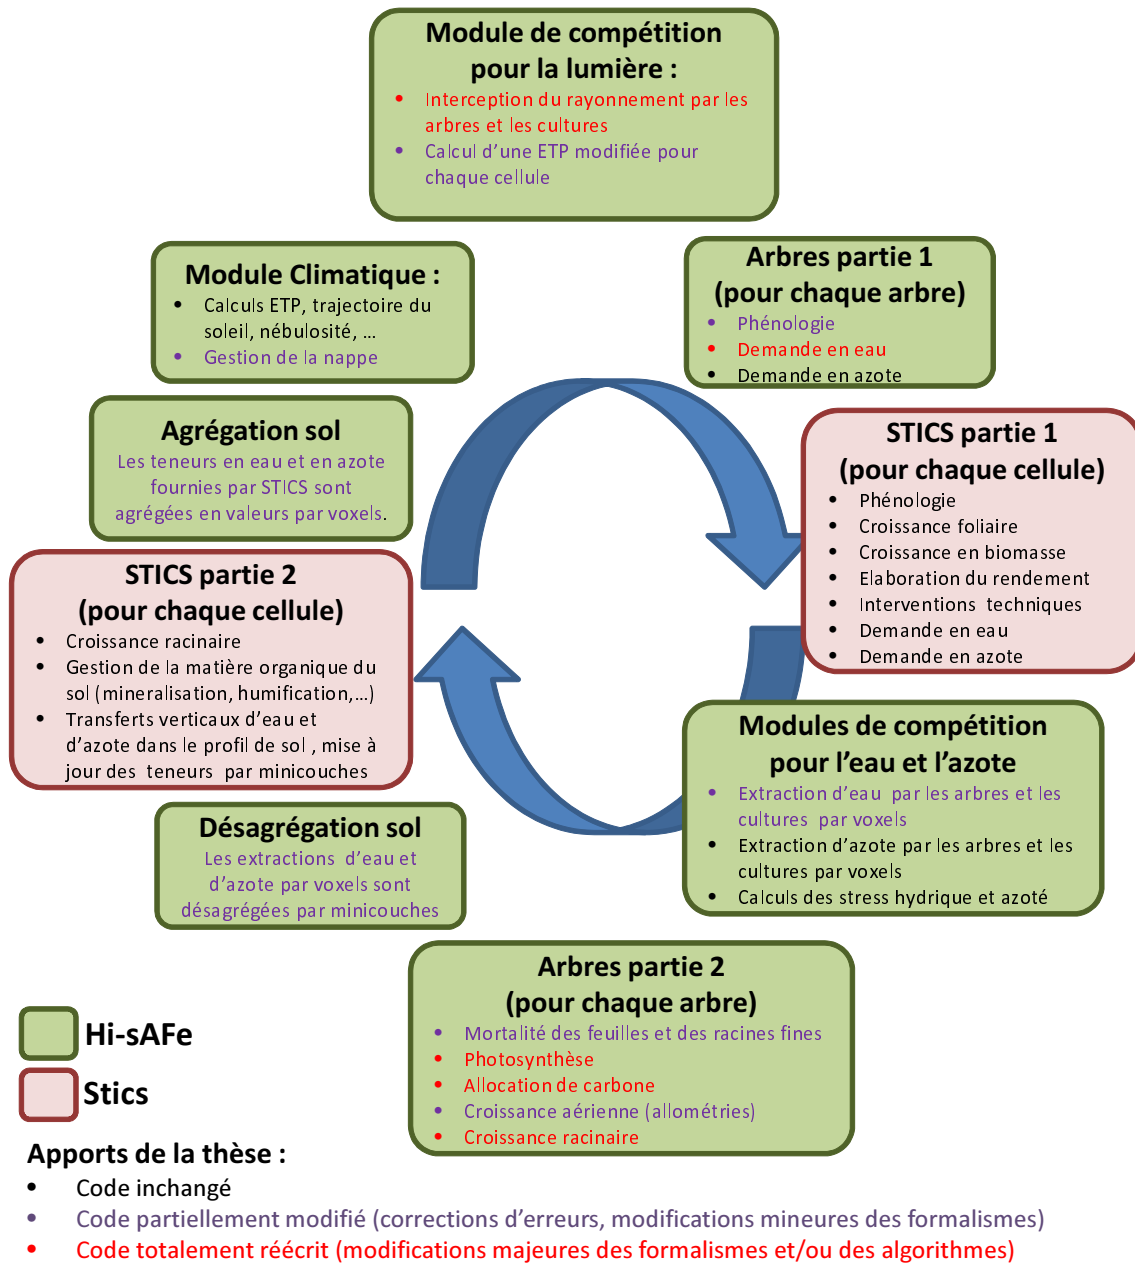 Module de compétition
pour la lumière :
• Interception du rayonnement par les
arbres et les cultures
• Calcul d'une ETP modifiée pour
chaque cellule
Module Climatique :
• Calculs ETP, trajectoire du
soleil, nébulosité, ...
• Gestion de la nappe
Arbres partie 1
(pour chaque arbre)
• Phénologie
• Demande en eau
• Demande en azote
Agrégation sol
Les teneurs en eau et en azote
fournies par STICS sont
agrégées en valeurs par voxels.
STICS partie 1
(pour chaque cellule)
• Phénologie
• Croissance foliaire
• Croissance en biomasse
• Elaboration du rendement
• Interventions techniques
• Demande en eau
• Demande en azote
STICS partie 2
(pour chaque cellule)
• Croissance racinaire
• Gestion de la matière organique du
sol (mineralisation, humification,...)
• Transferts verticaux d'eau et
d'azote dans le profil de sol , mise à
jour des teneurs par minicouches
Modules de compétition
pour l'eau et l'azote
• Extraction d'eau par les arbres et les
cultures par voxels
• Extraction d'azote par les arbres et les
cultures par voxels
• Calculs des stress hydrique et azoté
Désagrégation sol
Les extractions d'eau et
d'azote par voxels sont
désagrégées par minicouches
Arbres partie 2
(pour chaque arbre)
• Mortalité des feuilles et des racines fines
• Photosynthèse
• Allocation de carbone
• Croissance aérienne (allométries)
• Croissance racinaire
Hi-sAFe
Stics
Apports de la thèse :
• Code inchangé
• Code partiellement modifié (corrections d'erreurs, modifications mineures des formalismes)
• Code totalement réécrit (modifications majeures des formalismes et/ou des algorithmes)